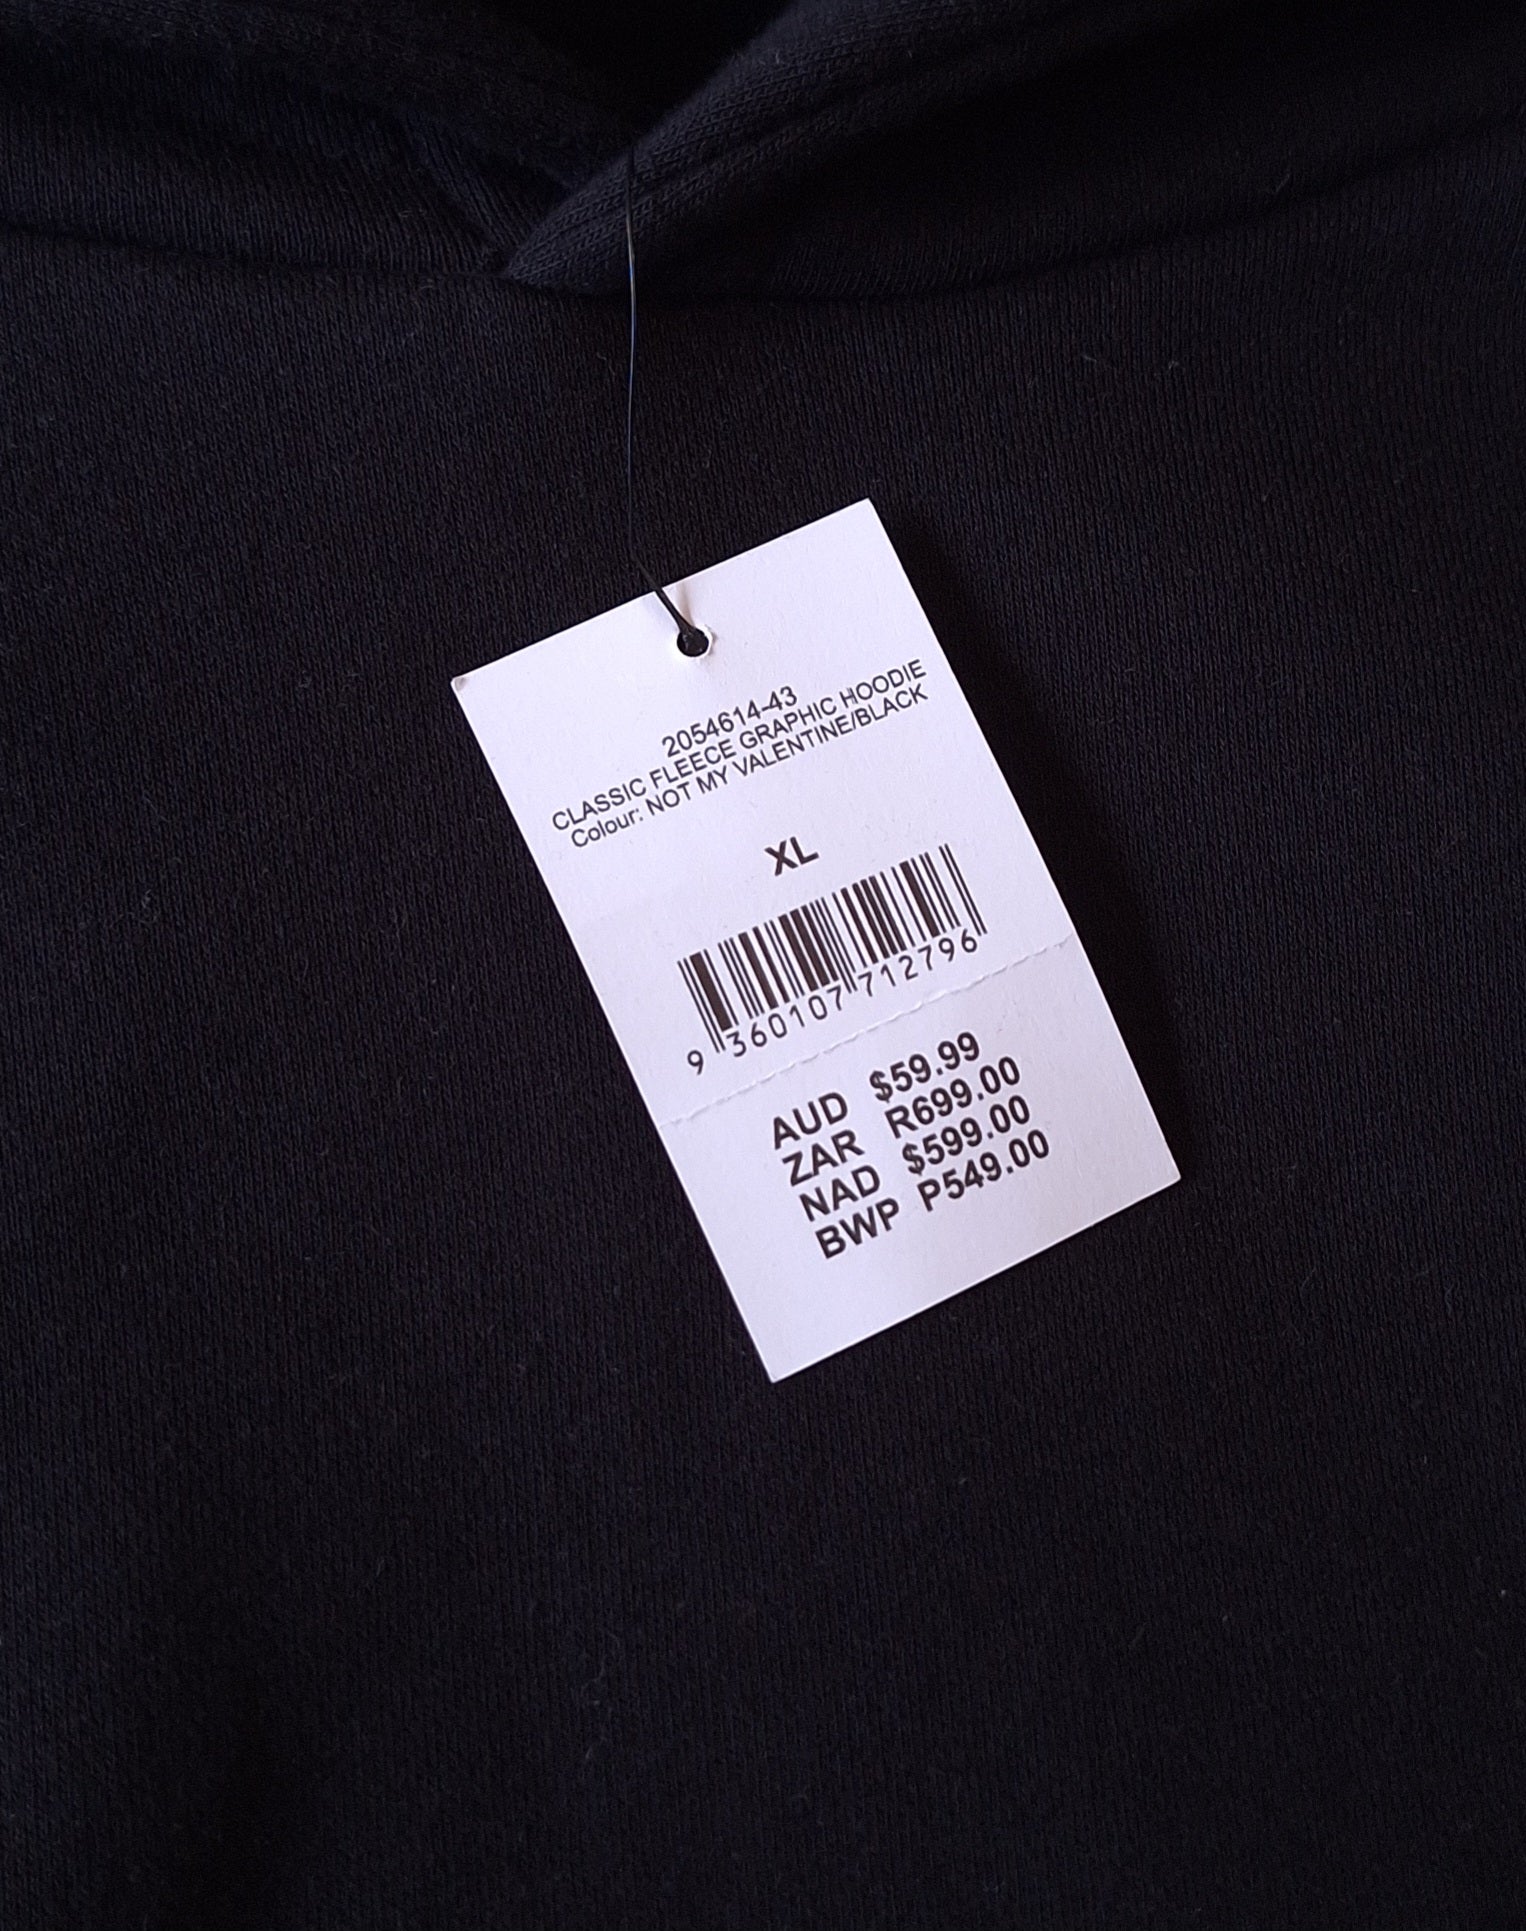 2054614-43
CLASSIC FLEECE GRAPHIC HOODIE
Colour: NOT MY VALENTINE/BLACK
XL
9 360107 712796
AUD $59.99
ZAR R699.00
NAD $599.00
BWP P549.00